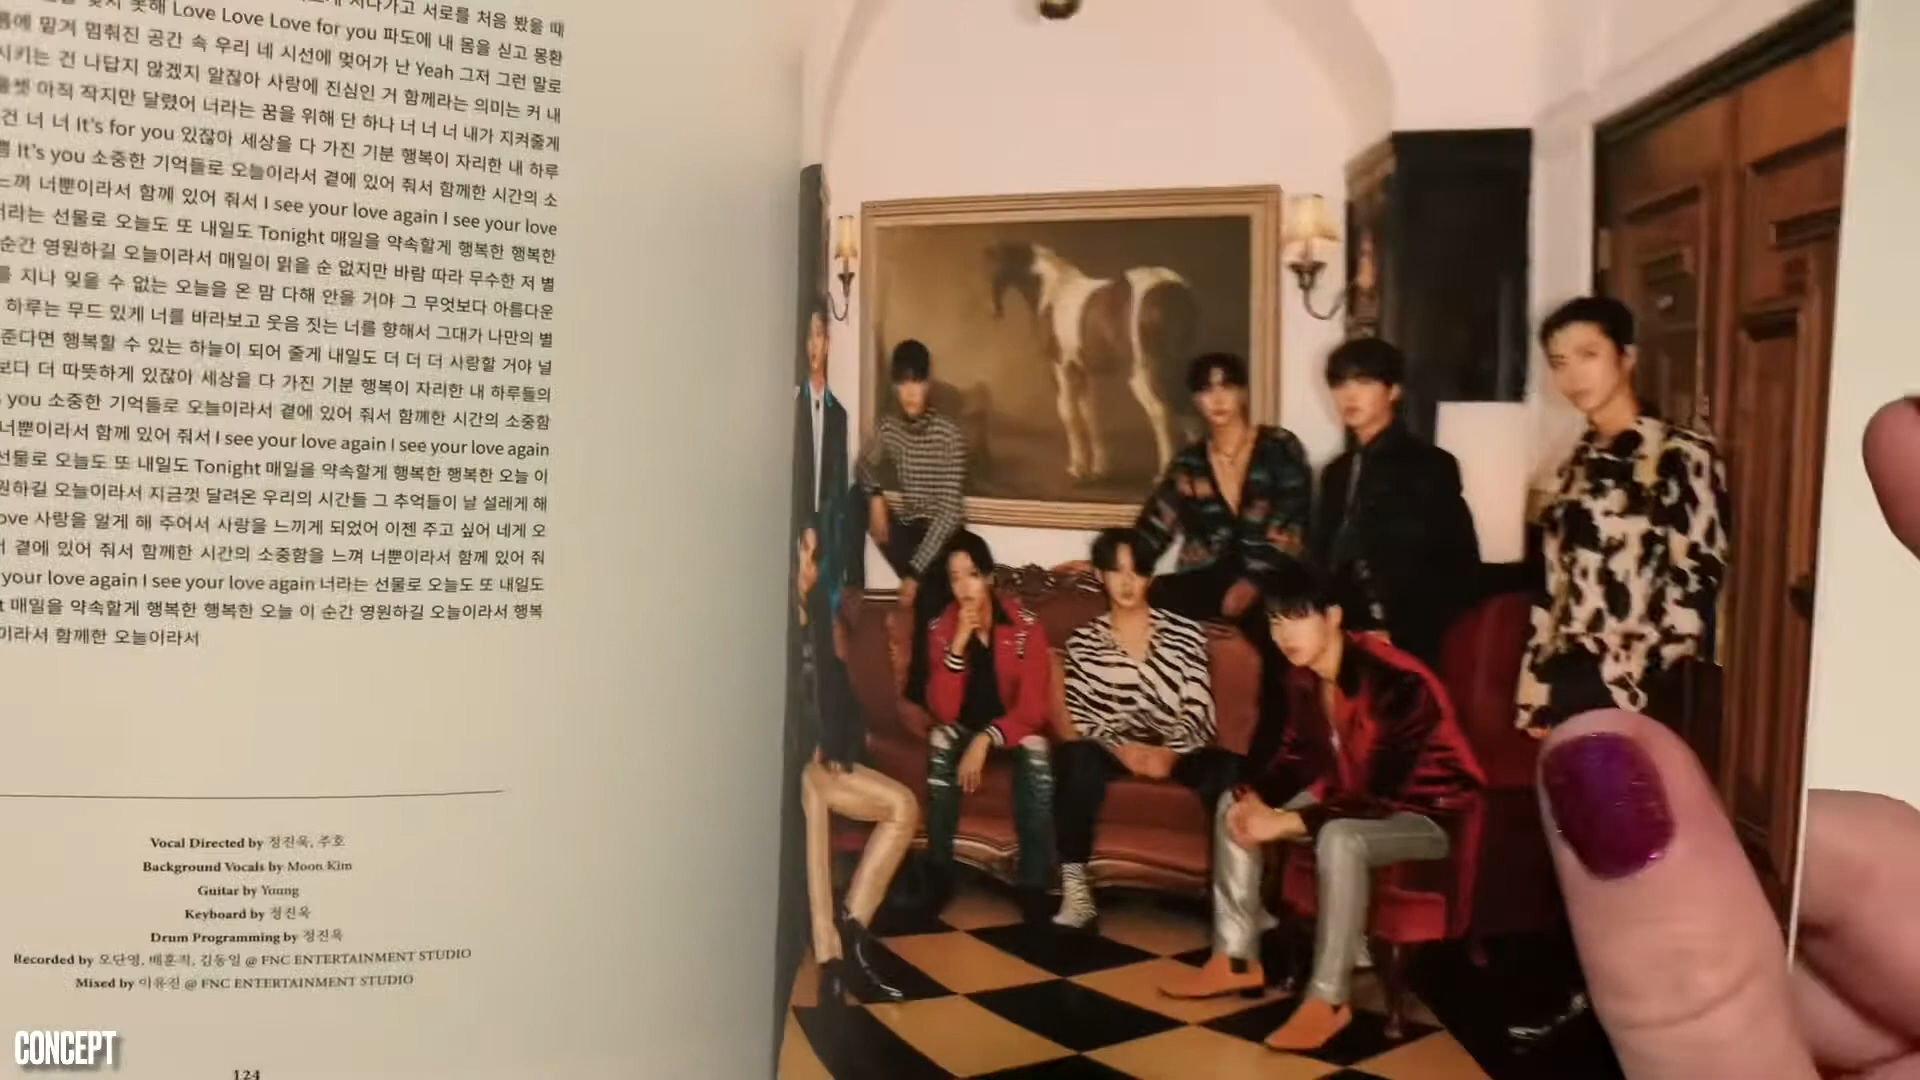 못해 Love Love Love for you 파도에 내 몸을 싣고 몽환
지나가고 서로를 처음 봤을 때
맡겨 멈춰진 공간 속 우리 네 시선에 멎어가 난 Yeah 그저 그런 말로
시키는 건 나답지 않겠지 알잖아 사랑에 진심인 거 함께라는 의미는 커 내
아직 작지만 달렸어 너라는 꿈을 위해 단 하나 너 너 너 내가 지켜줄게
건 너 너 It's for you 있잖아 세상을 다 가진 기분 행복이 자리한 내 하루
It's you 소중한 기억들로 오늘이라서 곁에 있어 줘서 함께한 시간의 소
느껴 너뿐이라서 함께 있어 줘서 I see your love again I see your love
너라는 선물로 오늘도 또 내일도 Tonight 매일을 약속할게 행복한 행복한
순간 영원하길 오늘이라서 매일이 맑을 순 없지만 바람 따라 무수한 저 별
를 지나 잊을 수 없는 오늘을 온 맘 다해 안을 거야 그 무엇보다 아름다운
하루는 무드 있게 너를 바라보고 웃음 짓는 너를 향해서 그대가 나만의 별
준다면 행복할 수 있는 하늘이 되어 줄게 내일도 더 더 더 사랑할 거야 널
보다 더 따뜻하게 있잖아 세상을 다 가진 기분 행복이 자리한 내 하루들의
you 소중한 기억들로 오늘이라서 곁에 있어 줘서 함께한 시간의 소중함
너뿐이라서 함께 있어 줘서 I see your love again I see your love again
선물로 오늘도 또 내일도 Tonight 매일을 약속할게 행복한 행복한 오늘 이
원하길 오늘이라서 지금껏 달려온 우리의 시간들 그 추억들이 날 설레게 해
ove 사랑을 알게 해 주어서 사랑을 느끼게 되었어 이젠 주고 싶어 네게 오
곁에 있어 줘서 함께한 시간의 소중함을 느껴 너뿐이라서 함께 있어 줘
your love again I see your love again 너라는 선물로 오늘도 또 내일도
t 매일을 약속할게 행복한 행복한 오늘 이 순간 영원하길 오늘이라서 행복
이라서 함께한 오늘이라서
Vocal Directed by 정진욱, 주호
Background Vocals by Moon Kim
Guitar by Young
Keyboard by 정진욱
Drum Programming by 정진욱
Recorded by 오단영, 배훈직, 김동일 @ FNC ENTERTAINMENT STUDIO
Mixed by 이유진 @ FNC ENTERTAINMENT STUDIO
CONCEPT
124